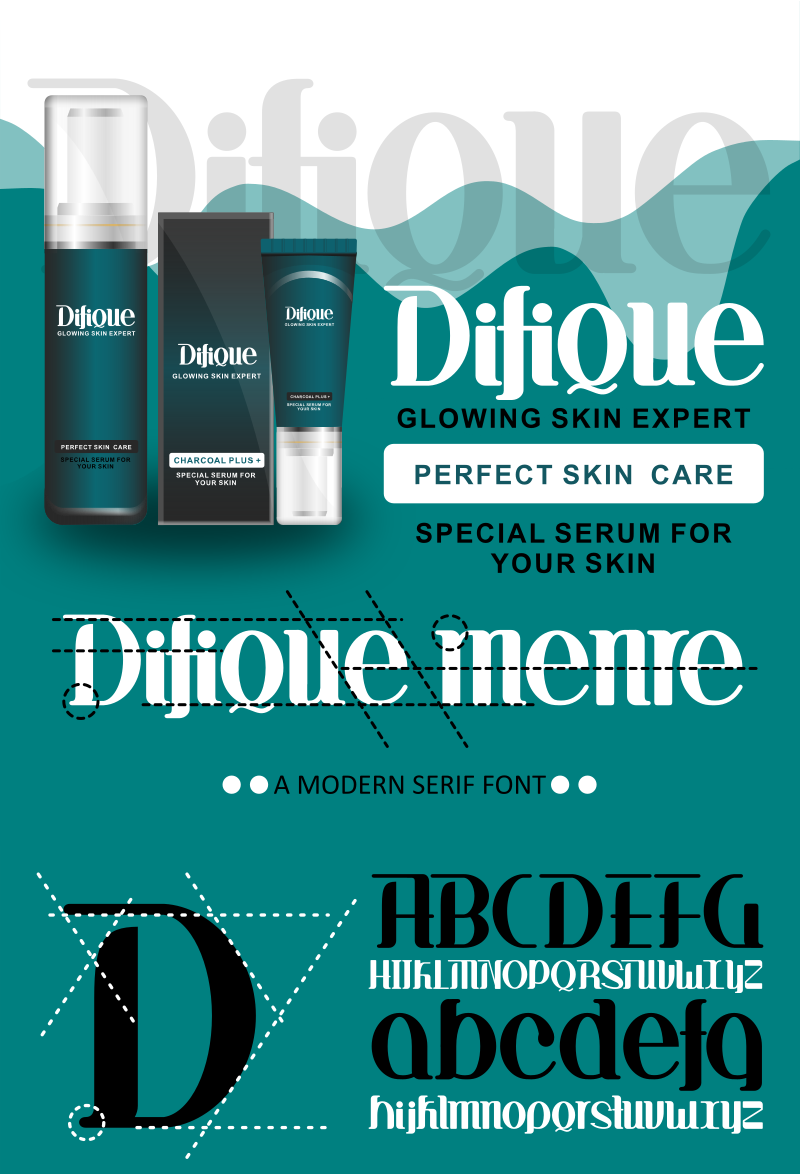 Difique
Difique
GLOWING SKIN EXPERT
PERFECT SKIN CARE
SPECIAL SERUM FOR
YOUR SKIN
Difique
GLOWING SKIN EXPERT
CHARCOAL PLUS +
SPECIAL SERUM FOR
YOUR SKIN
Difique
GLOWING SKIN EXPERT
CHARCOAL PLUS +
SPECIAL SERUM FOR
YOUR SKIN
Difique
GLOWING SKIN EXPERT
PERFECT SKIN CARE
SPECIAL SERUM FOR
YOUR SKIN
Difique menre
A MODERN SERIF FONT
D
ABCDEFG
HIJKLMNOPQRSTUVWXYZ
abcdefg
hijklmnopqrstuvwxyz